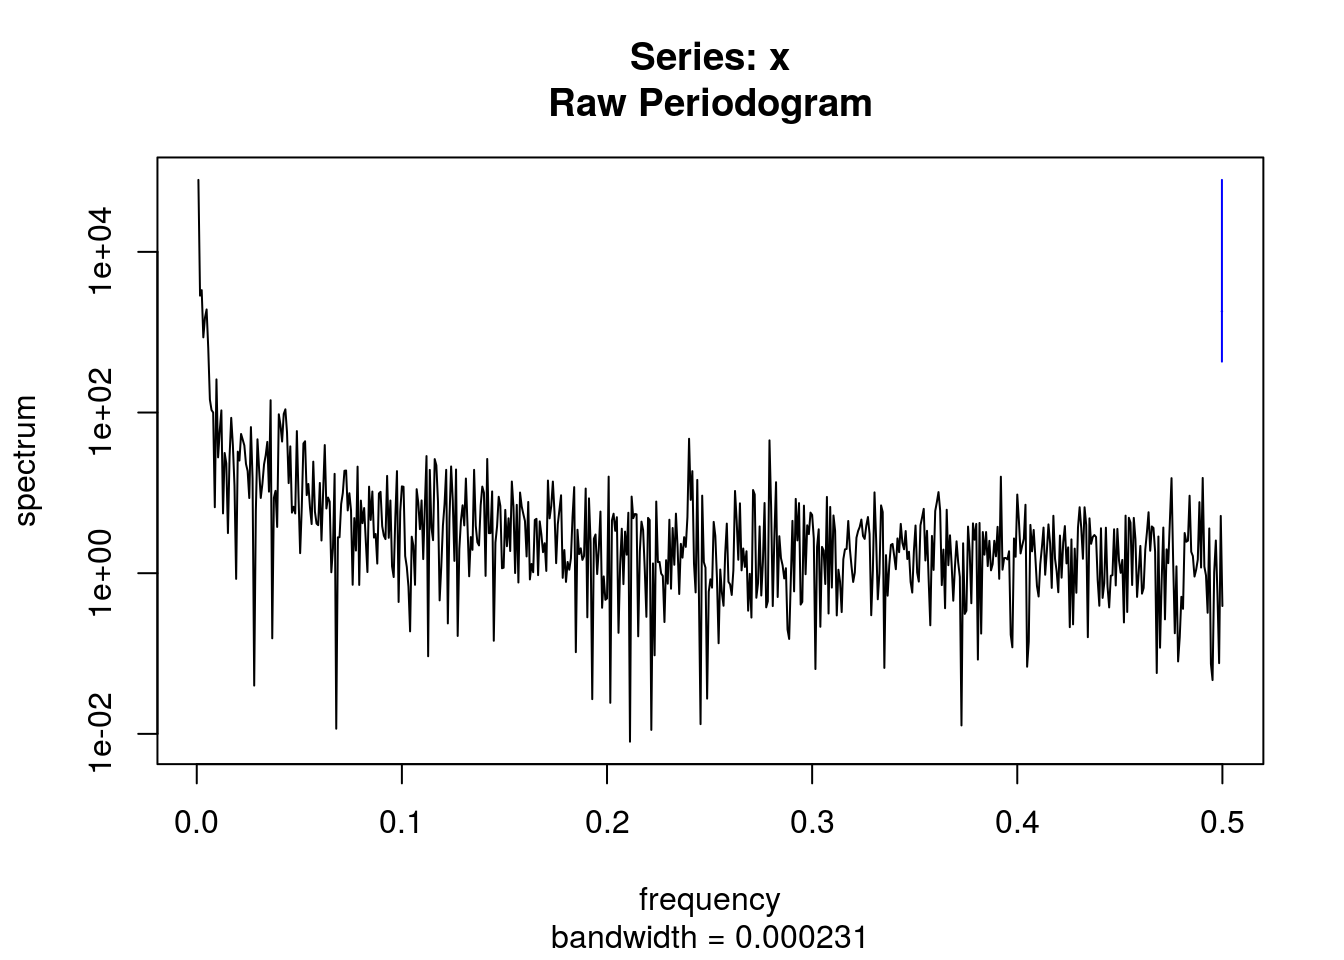 Series: x
Raw Periodogram
spectrum
1e+04
1e+02
1e+00
1e-02
0.0 0.1 0.2 0.3 0.4 0.5
frequency
bandwidth = 0.000231